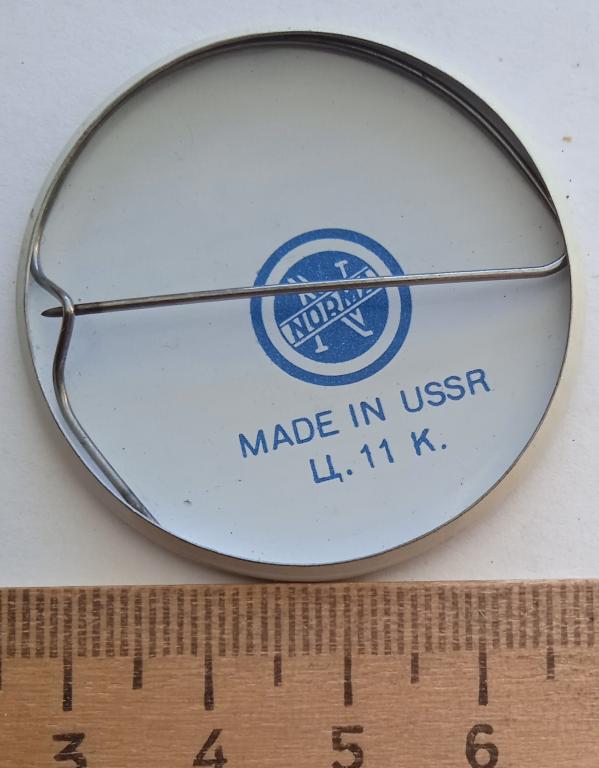 NORMA
MADE IN USSR
Ц. 11 К.
3 4 5 6